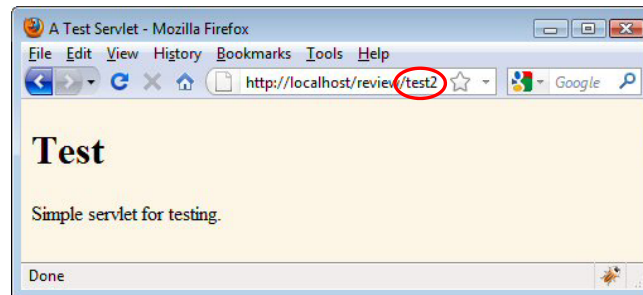 A Test Servlet - Mozilla Firefox
File Edit View History Bookmarks Tools Help
http://localhost/review/test2 Google
Test
Simple servlet for testing.
Done